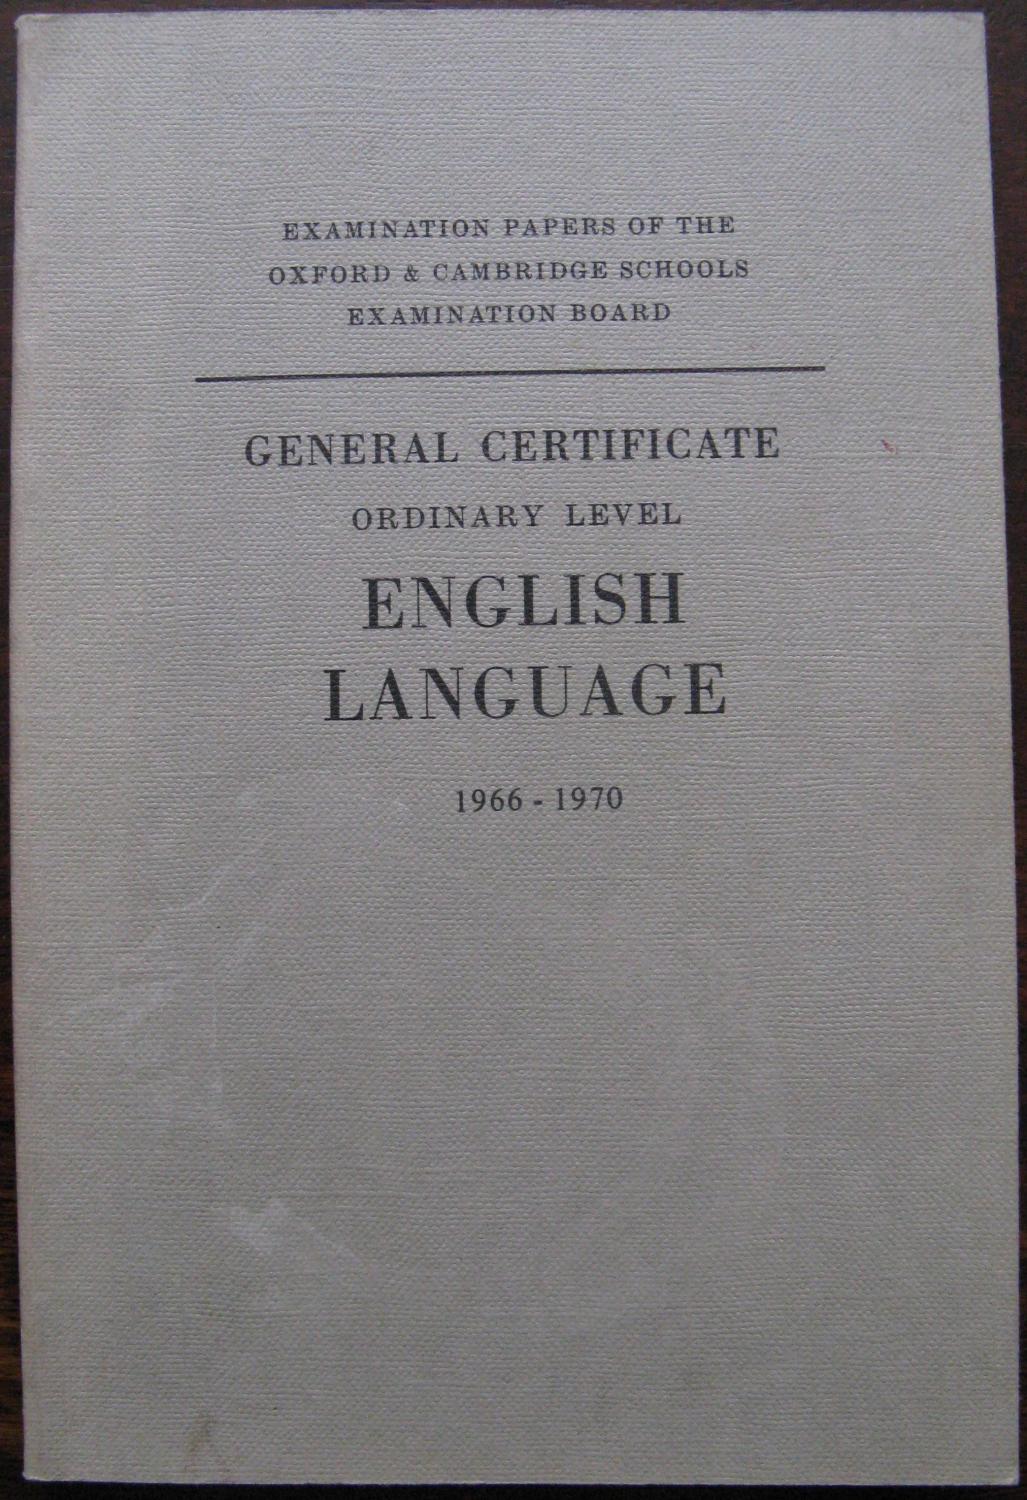 EXAMINATION PAPERS OF THE
OXFORD & CAMBRIDGE SCHOOLS
EXAMINATION BOARD
GENERAL CERTIFICATE
ORDINARY LEVEL
ENGLISH
LANGUAGE
1966 - 1970